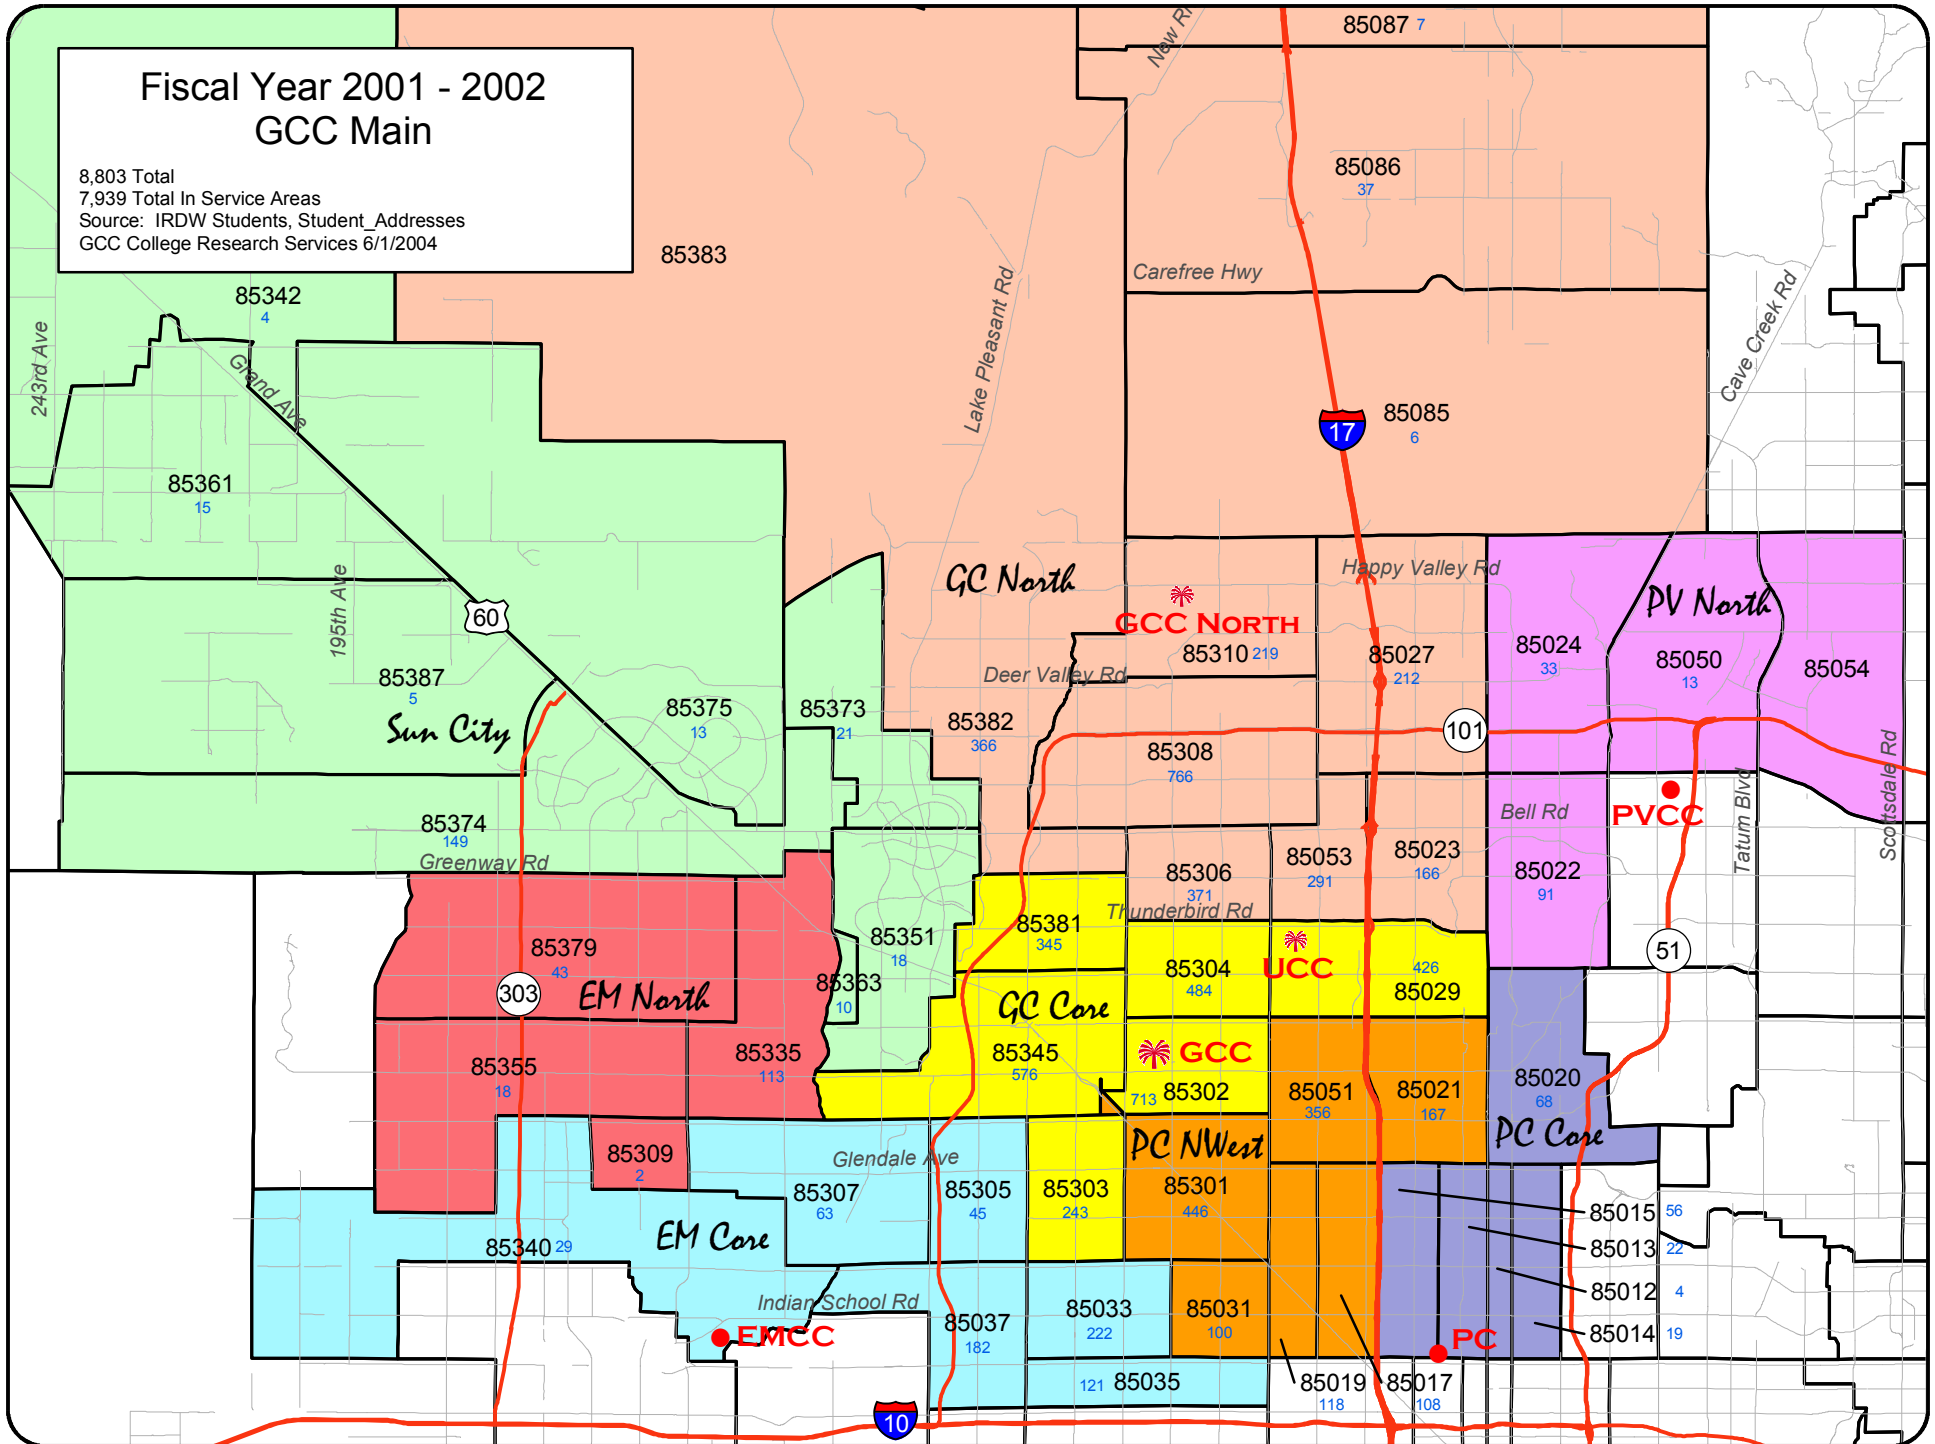 Fiscal Year 2001 - 2002
GCC Main
8,803 Total
7,939 Total In Service Areas
Source: IRDW Students, Student_Addresses
GCC College Research Services 6/1/2004
85087 7
85086
37
85383
Carefree Hwy
85342
4
243rd Ave
Grand Ave
Lake Pleasant Rd
Cave Creek Rd
17
85085
6
85361
15
195th Ave
60
GC North
Happy Valley Rd
PV North
GCC NORTH
85310 219
85027
212
85024
33
85050
13
85054
Deer Valley Rd
85387
5
Sun City
85375
13
85373
21
85382
366
101
85308
766
Scottsdale Rd
Tatum Blvd
Bell Rd
PVCC
85374
149
Greenway Rd
85306
371
85053
291
85023
166
85022
91
Thunderbird Rd
85381
345
85379
43
85351
18
85363
10
303
EM North
GC Core
85304
484
UCC
426
85029
51
85355
18
85335
113
85345
576
GCC
713 85302
85051
356
85021
167
85020
68
PC NWest
PC Core
85309
2
Glendale Ave
85307
63
85305
45
85303
243
85301
446
85015 56
85013 22
85012 4
85014 19
EM Core
85340 29
Indian School Rd
EMCC
85037
182
85033
222
85031
100
PC
121 85035
85019
118
85017
108
10